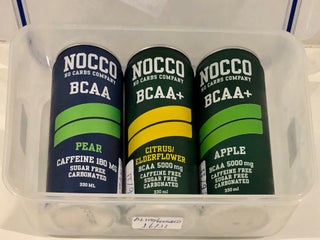 NOCCO
NO CARBS COMPANY
BCAA
PEAR
CAFFEINE 180 MG
SUGAR FREE
CARBONATED
330 ML
NOCCO
NO CARBS COMPANY
BCAA+
CITRUS/
ELDERFLOWER
BCAA 5000 mg
CAFFEINE FREE
SUGAR FREE
CARBONATED
330 ml
NOCCO
NO CARBS COMPANY
BCAA+
APPLE
BCAA 5000 mg
CAFFEINE FREE
SUGAR FREE
CARBONATED
330 ml